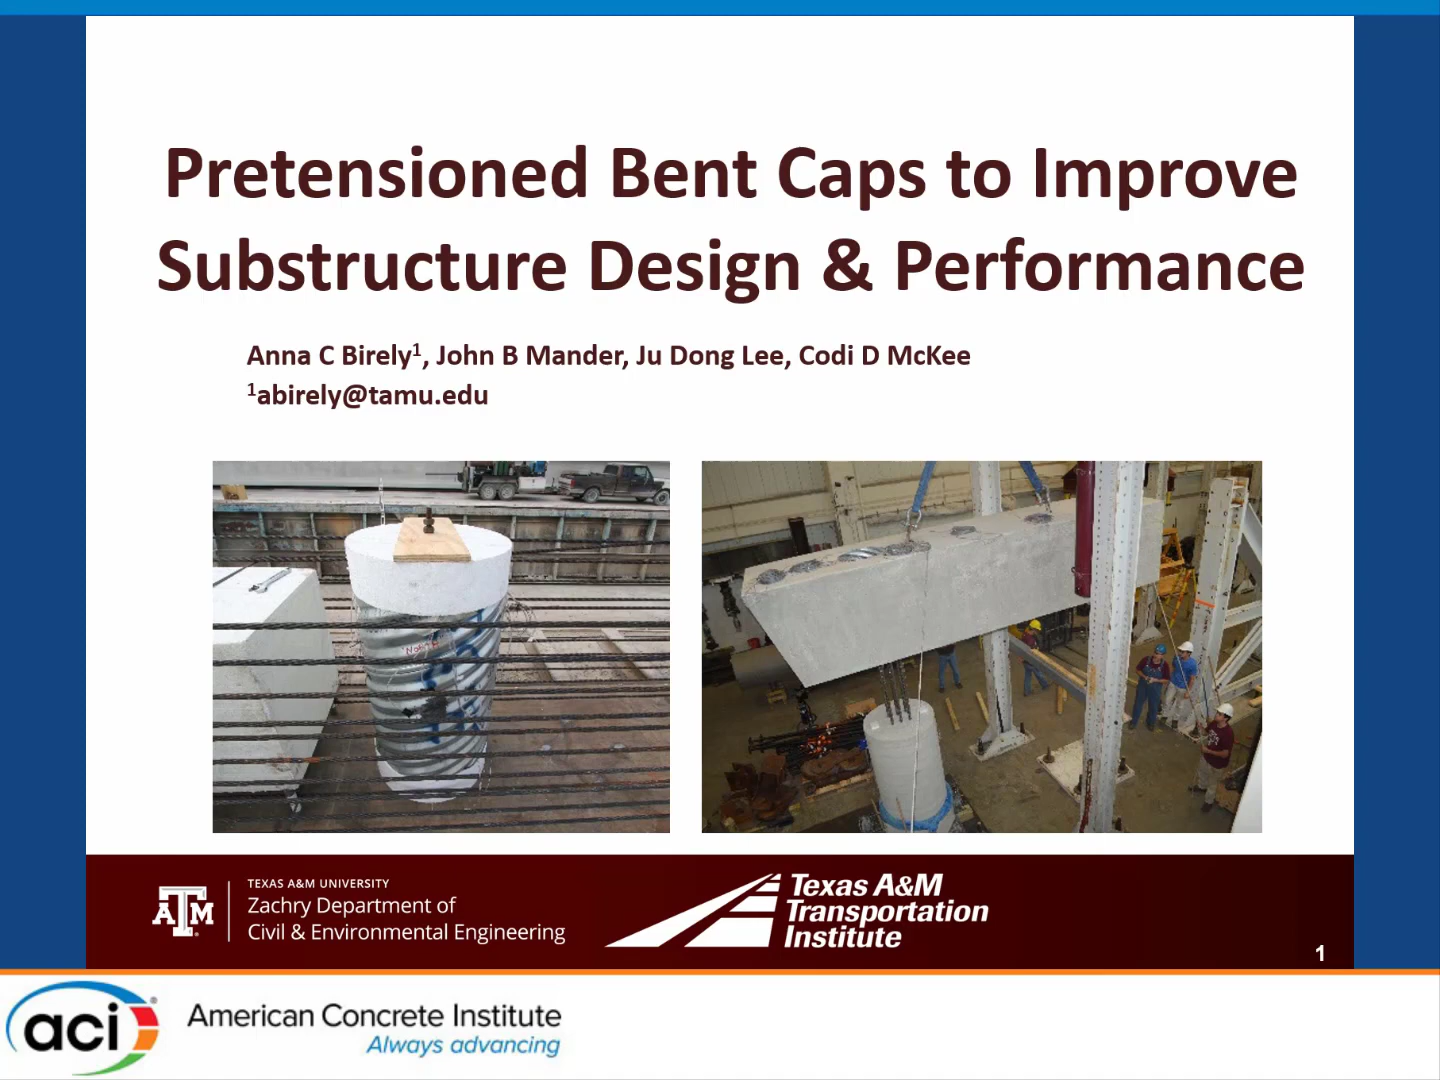 Pretensioned Bent Caps to Improve
Substructure Design & Performance
Anna C Birely¹, John B Mander, Ju Dong Lee, Codi D McKee
¹abirely@tamu.edu
TEXAS A&M UNIVERSITY
Zachry Department of
Civil & Environmental Engineering
ATM
Texas A&M
Transportation
Institute
1
aci
American Concrete Institute
Always advancing